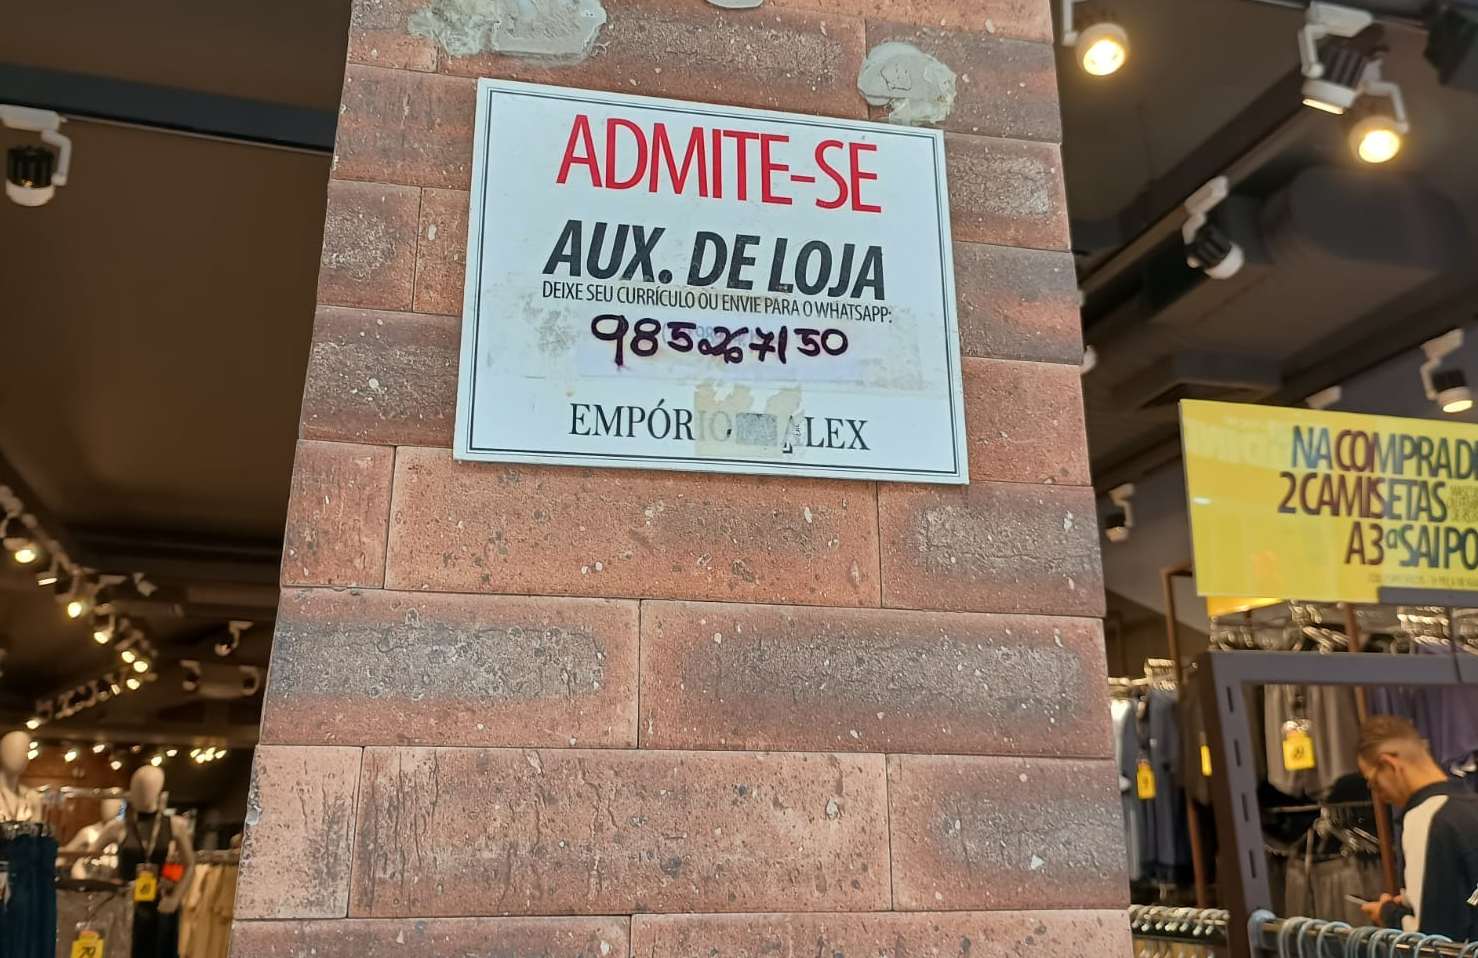 ADMITE-SE
AUX. DE LOJA
DEIXE SEU CURRÍCULO OU ENVIE PARA O WHATSAPP:
985267150
EMPÓRIO ALEX
NA COMPRA D
2 CAMISETAS
A 3ª SAI PO